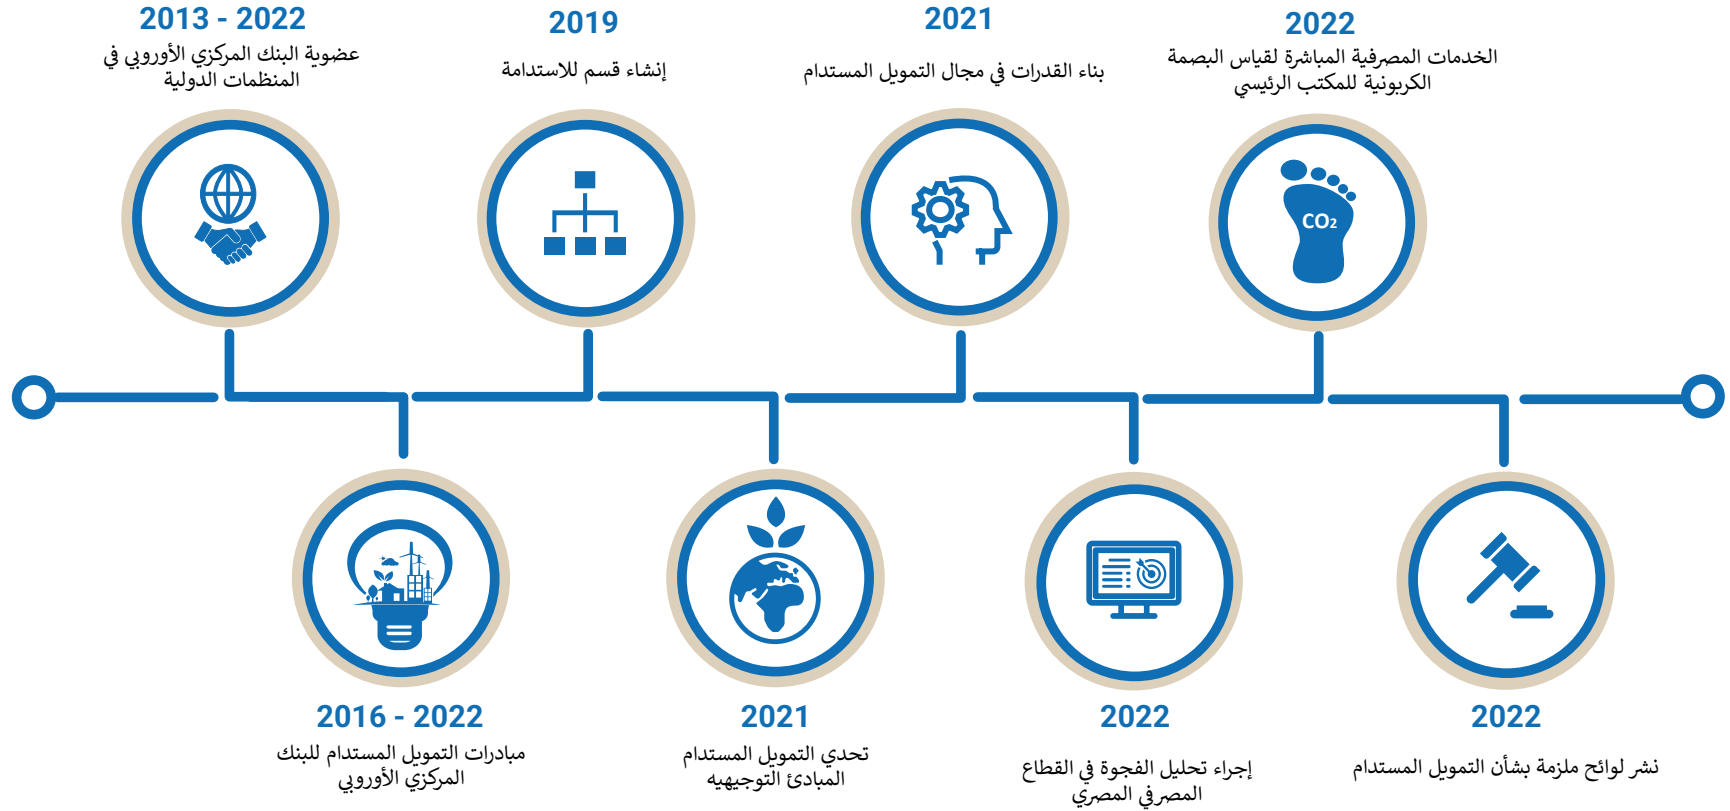 2013 - 2022
عضوية البنك المركزي الأوروبي في
المنظمات الدولية
2019
إنشاء قسم للاستدامة
2021
بناء القدرات في مجال التمويل المستدام
2022
الخدمات المصرفية المباشرة لقياس البصمة
الكربونية للمكتب الرئيسي
CO₂
2016 - 2022
مبادرات التمويل المستدام للبنك
المركزي الأوروبي
2021
تحدي التمويل المستدام
المبادئ التوجيهيه
2022
إجراء تحليل الفجوة في القطاع
المصرفي المصري
2022
نشر لوائح ملزمة بشأن التمويل المستدام